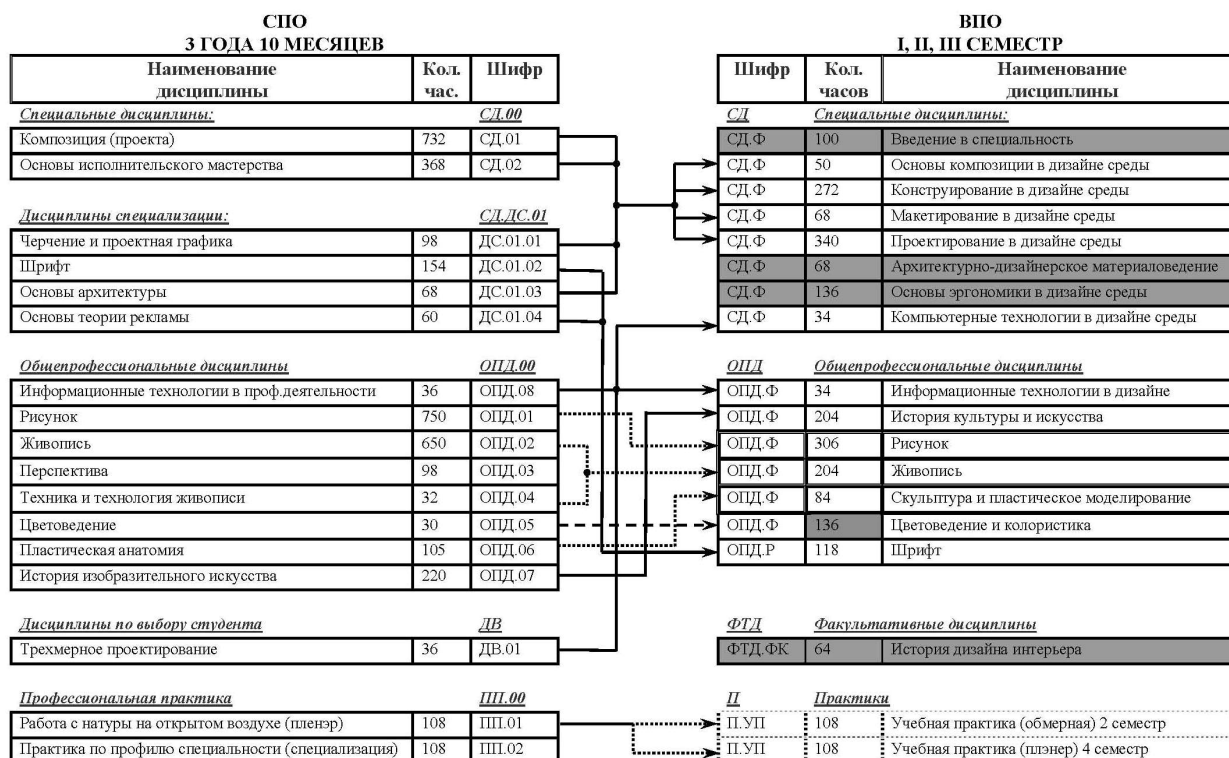 СПО
3 ГОДА 10 МЕСЯЦЕВ
Наименование дисциплины Кол. час. Шифр
Специальные дисциплины: СД.00
Композиция (проекта) 732 СД.01
Основы исполнительского мастерства 368 СД.02
Дисциплины специализации: СД.ДС.01
Черчение и проектная графика 98 ДС.01.01
Шрифт 154 ДС.01.02
Основы архитектуры 68 ДС.01.03
Основы теории рекламы 60 ДС.01.04
Общепрофессиональные дисциплины ОПД.00
Информационные технологии в проф.деятельности 36 ОПД.08
Рисунок 750 ОПД.01
Живопись 650 ОПД.02
Перспектива 98 ОПД.03
Техника и технология живописи 32 ОПД.04
Цветоведение 30 ОПД.05
Пластическая анатомия 105 ОПД.06
История изобразительного искусства 220 ОПД.07
Дисциплины по выбору студента ДВ
Трехмерное проектирование 36 ДВ.01
Профессиональная практика ПП.00
Работа с натуры на открытом воздухе (пленэр) 108 ПП.01
Практика по профилю специальности (специализация) 108 ПП.02
ВПО
I, II, III СЕМЕСТР
Шифр Кол. часов Наименование дисциплины
СД Специальные дисциплины:
СД.Ф 100 Введение в специальность
СД.Ф 50 Основы композиции в дизайне среды
СД.Ф 272 Конструирование в дизайне среды
СД.Ф 68 Макетирование в дизайне среды
СД.Ф 340 Проектирование в дизайне среды
СД.Ф 68 Архитектурно-дизайнерское материаловедение
СД.Ф 136 Основы эргономики в дизайне среды
СД.Ф 34 Компьютерные технологии в дизайне среды
ОПД Общепрофессиональные дисциплины
ОПД.Ф 34 Информационные технологии в дизайне
ОПД.Ф 204 История культуры и искусства
ОПД.Ф 306 Рисунок
ОПД.Ф 204 Живопись
ОПД.Ф 84 Скульптура и пластическое моделирование
ОПД.Ф 136 Цветоведение и колористика
ОПД.Р 118 Шрифт
ФТД Факультативные дисциплины
ФТД.ФК 64 История дизайна интерьера
П Практики
П.УП 108 Учебная практика (обмерная) 2 семестр
П.УП 108 Учебная практика (плэнер) 4 семестр